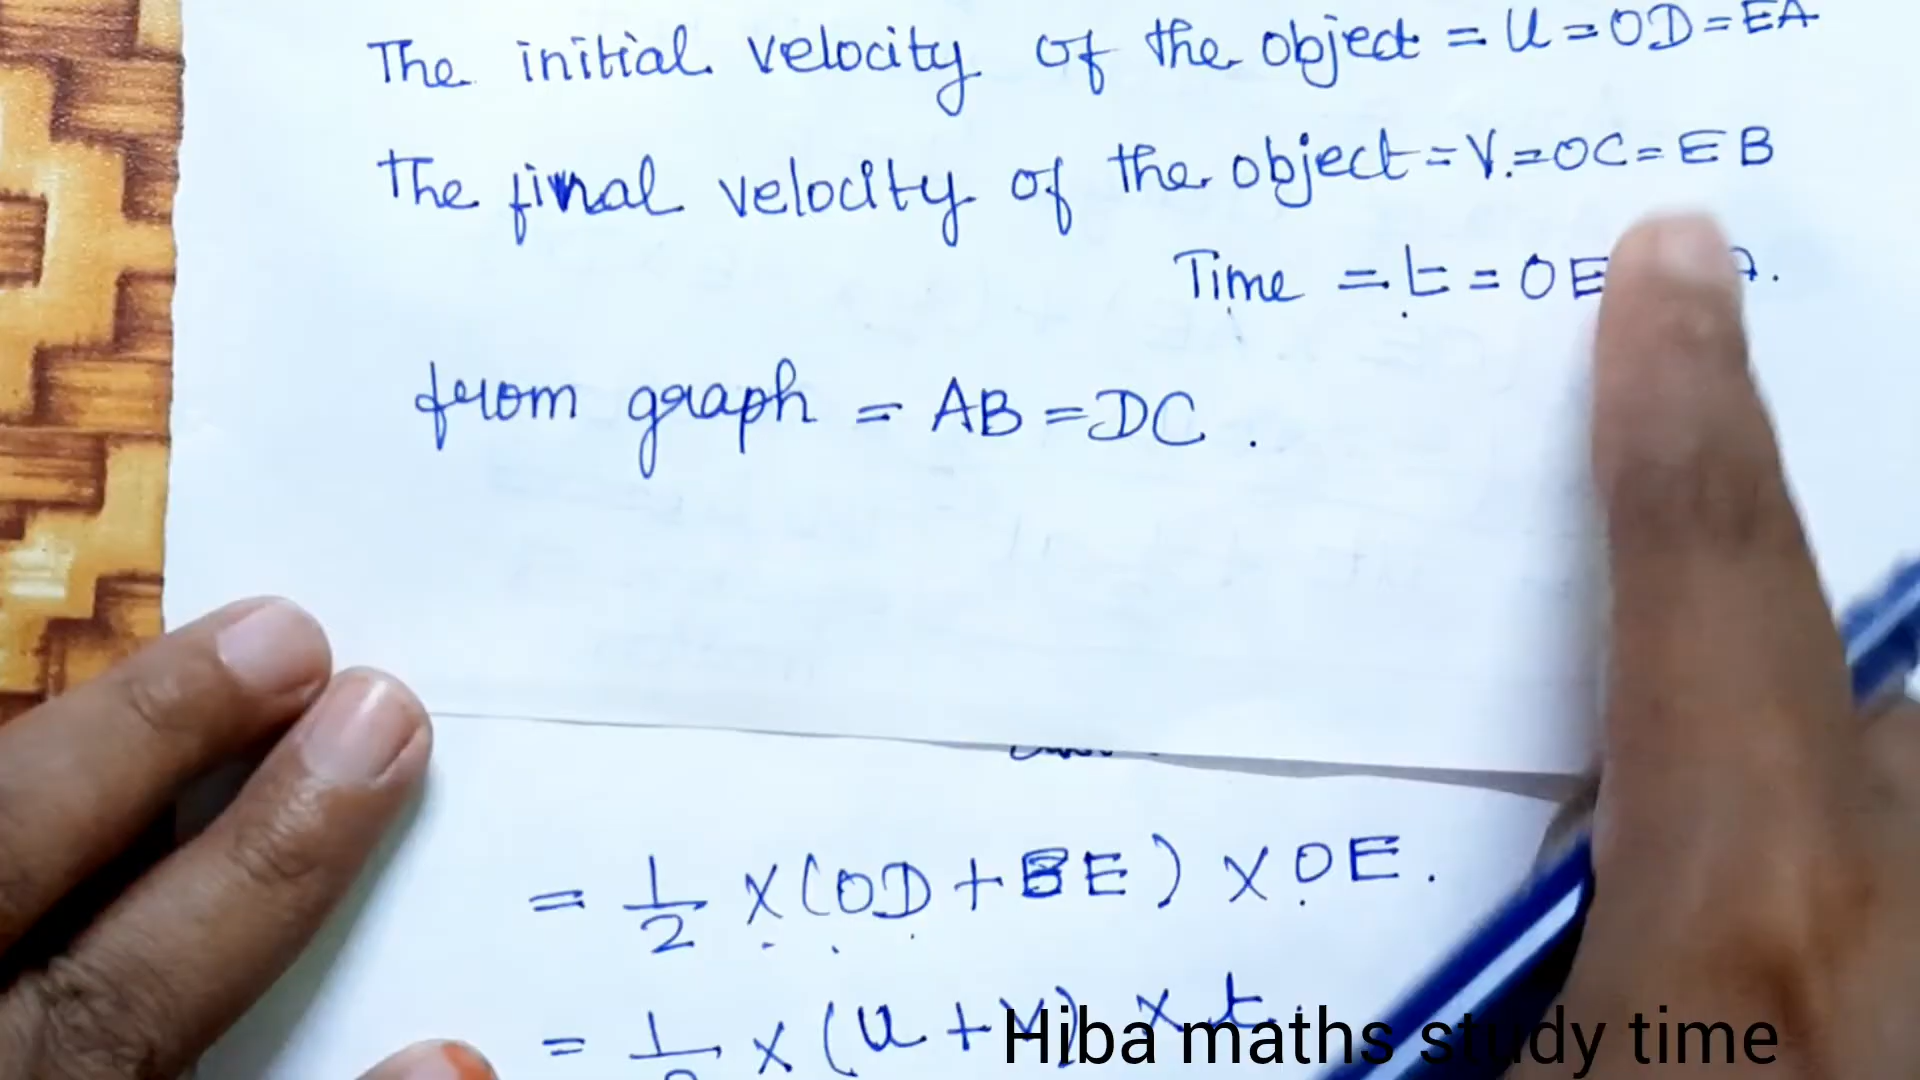 The initial velocity of the object = u = OD = EA
The final velocity of the object = V. = OC = EB
Time = t = OE
from graph = AB = DC .
= 1/2 × (OD + BE) × OE .
= 1 × (u + v) × t
Hiba maths study time